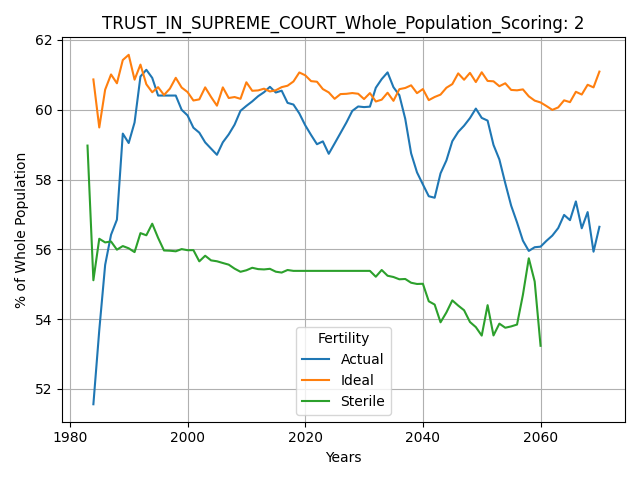 TRUST_IN_SUPREME_COURT_Whole_Population_Scoring: 2
% of Whole Population
62
60
58
56
54
52
Fertility
Actual
Ideal
Sterile
1980
2000
2020
2040
2060
Years